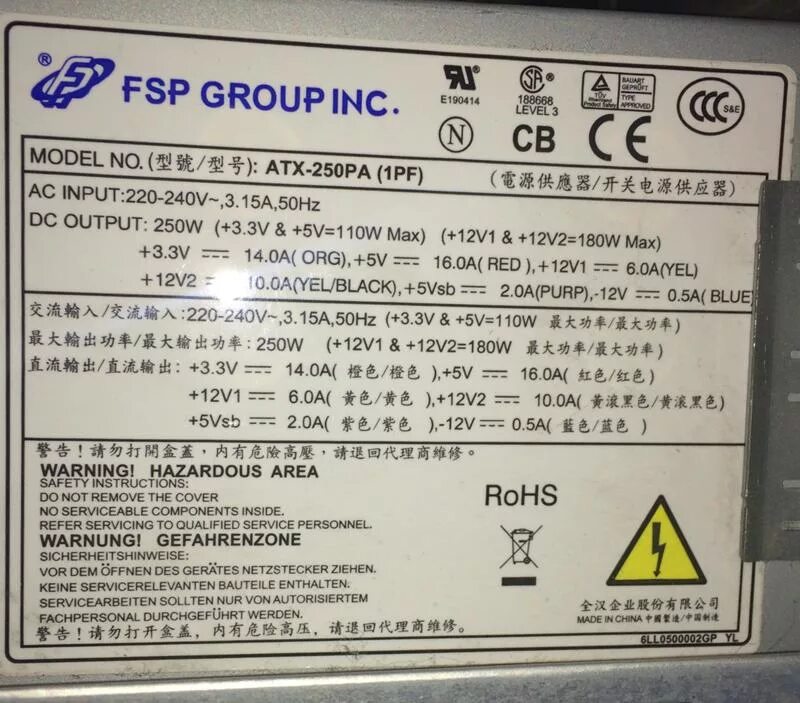 ® FSP GROUP INC.
E190414
188668
LEVEL 3
TÜV
BAUART
GEPRÜFT
TYPE
APPROVED
S&E
N
CB CE
MODEL NO.(型號/型号): ATX-250PA (1PF) (電源供應器/开关电源供应器)
AC INPUT:220-240V~,3.15A,50Hz
DC OUTPUT: 250W (+3.3V & +5V=110W Max) (+12V1 & +12V2=180W Max)
+3.3V ⎓ 14.0A(ORG),+5V ⎓ 16.0A(RED ),+12V1 ⎓ 6.0A(YEL)
+12V2 ⎓ 10.0A(YEL/BLACK),+5Vsb ⎓ 2.0A(PURP),-12V ⎓ 0.5A( BLUE
交流輸入/交流输入:220-240V~,3.15A,50Hz (+3.3V & +5V=110W 最大功率/最大功率)
最大輸出功率/最大输出功率: 250W (+12V1 & +12V2=180W 最大功率/最大功率)
直流輸出/直流输出: +3.3V ⎓ 14.0A( 橙色/橙色 ),+5V ⎓ 16.0A( 紅色/红色)
+12V1 ⎓ 6.0A( 黃色/黄色 ),+12V2 ⎓ 10.0A( 黃滾黑色/黄滚黑色)
+5Vsb ⎓ 2.0A( 紫色/紫色 ),-12V ⎓ 0.5A( 藍色/蓝色 )
警告!請勿打開盒蓋,內有危險高壓,請退回代理商維修。
WARNING! HAZARDOUS AREA
SAFETY INSTRUCTIONS:
DO NOT REMOVE THE COVER
NO SERVICEABLE COMPONENTS INSIDE.
REFER SERVICING TO QUALIFIED SERVICE PERSONNEL.
WARNUNG! GEFAHRENZONE
SICHERHEITSHINWEISE:
VOR DEM ÖFFNEN DES GERÄTES NETZSTECKER ZIEHEN.
KEINE SERVICERELEVANTEN BAUTEILE ENTHALTEN.
SERVICEARBEITEN SOLLTEN NUR VON AUTORISIERTEM
FACHPERSONAL DURCHGEFÜHRT WERDEN.
警告!请勿打开盒盖,内有危险高压,请退回代理商维修。
RoHS
全汉企业股份有限公司
MADE IN CHINA 中國製造/中国制造
6LL0500002GP YL